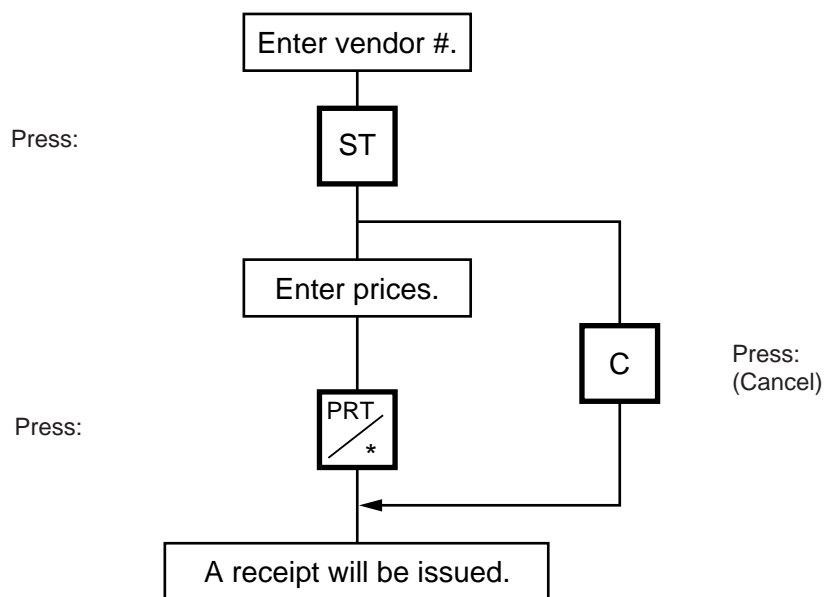 Enter vendor #.
Press:
ST
Enter prices.
C
Press:
(Cancel)
Press:
PRT
*
A receipt will be issued.